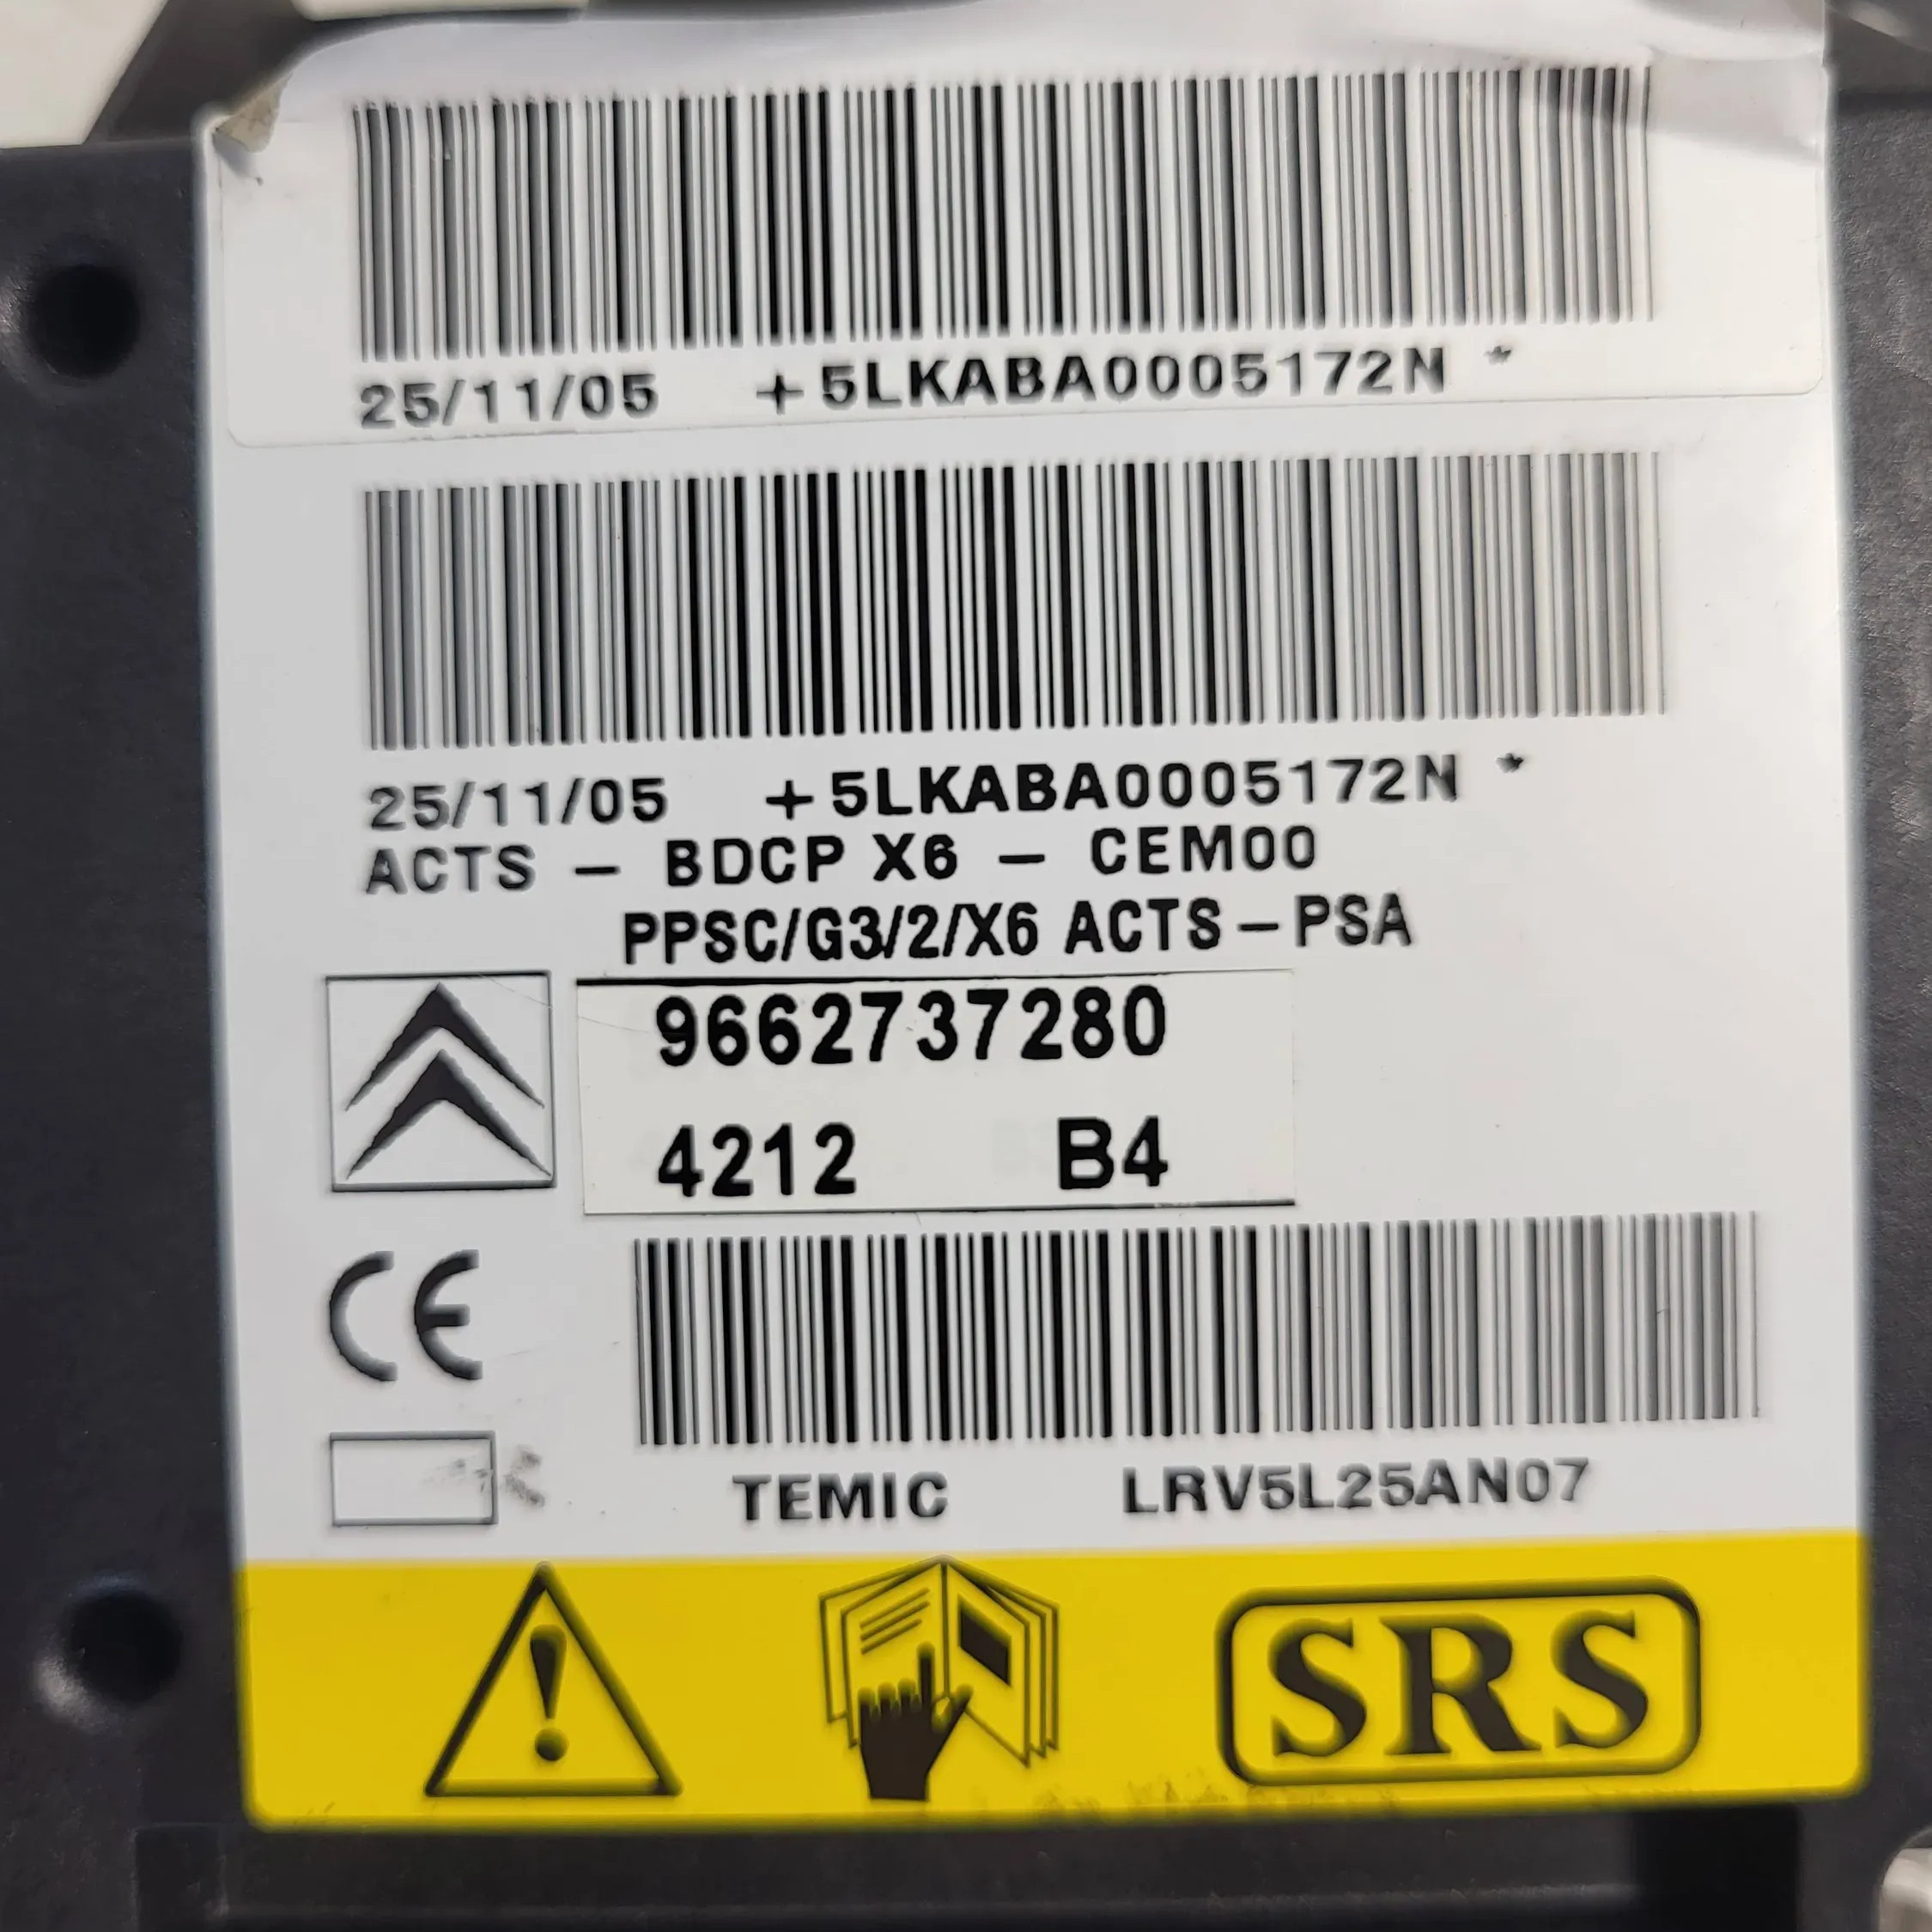 25/11/05 +5LKABA0005172N *
25/11/05 +5LKABA0005172N *
ACTS – BDCP X6 – CEM00
PPSC/G3/2/X6 ACTS–PSA
9662737280
4212 B4
CE
TEMIC LRV5L25AN07
SRS